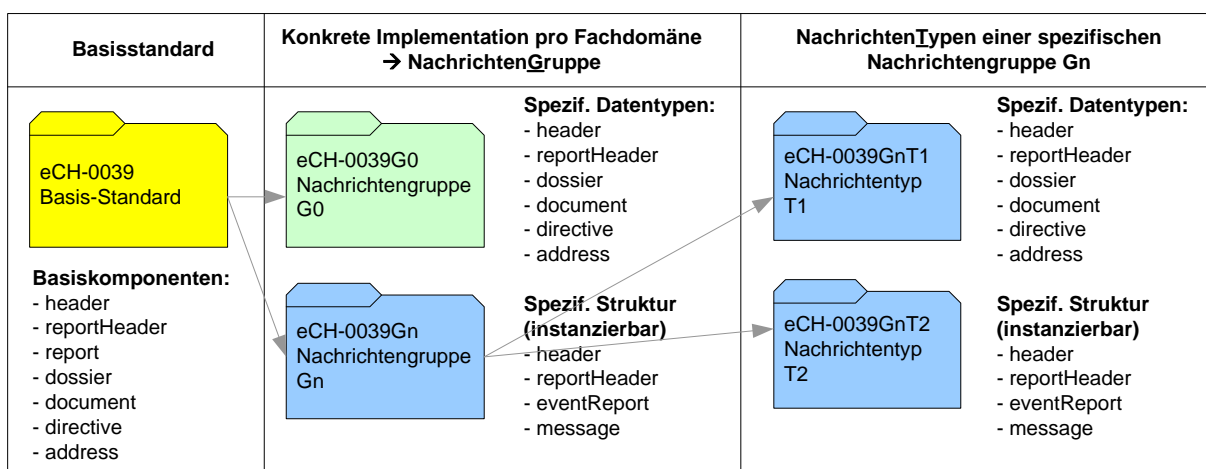 Basisstandard
Konkrete Implementation pro Fachdomäne
→ NachrichtenGruppe
NachrichtenTypen einer spezifischen
Nachrichtengruppe Gn
eCH-0039
Basis-Standard
Basiskomponenten:
- header
- reportHeader
- report
- dossier
- document
- directive
- address
eCH-0039G0
Nachrichtengruppe
G0
eCH-0039Gn
Nachrichtengruppe
Gn
Spezif. Datentypen:
- header
- reportHeader
- dossier
- document
- directive
- address
Spezif. Struktur
(instanzierbar)
- header
- reportHeader
- eventReport
- message
eCH-0039GnT1
Nachrichtentyp
T1
eCH-0039GnT2
Nachrichtentyp
T2
Spezif. Datentypen:
- header
- reportHeader
- dossier
- document
- directive
- address
Spezif. Struktur
(instanzierbar)
- header
- reportHeader
- eventReport
- message